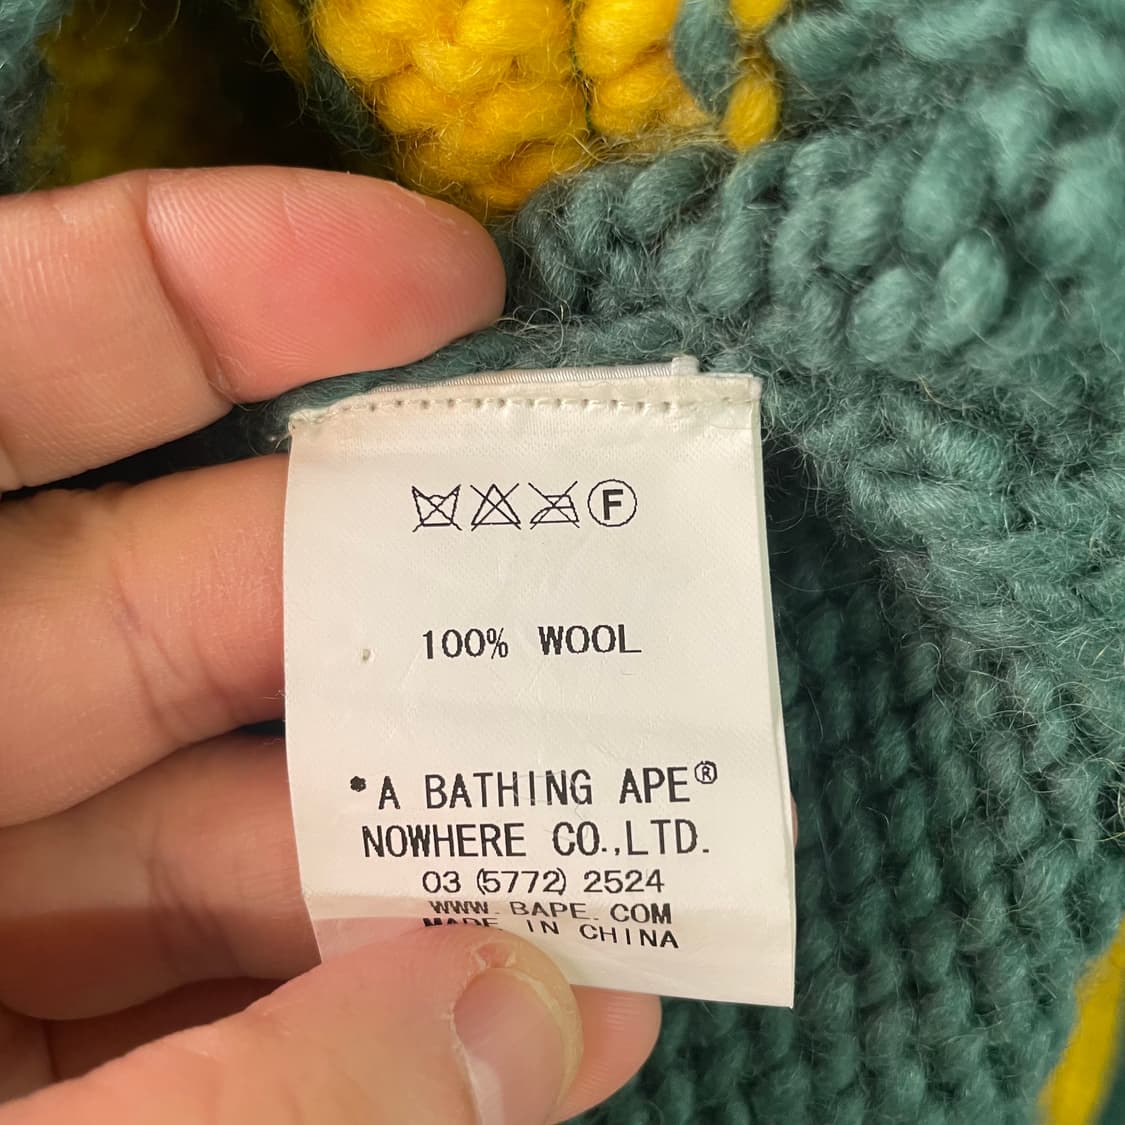 F
100% WOOL
*A BATHING APE®
NOWHERE CO.,LTD.
03 (5772) 2524
WWW. BAPE. COM
MADE IN CHINA